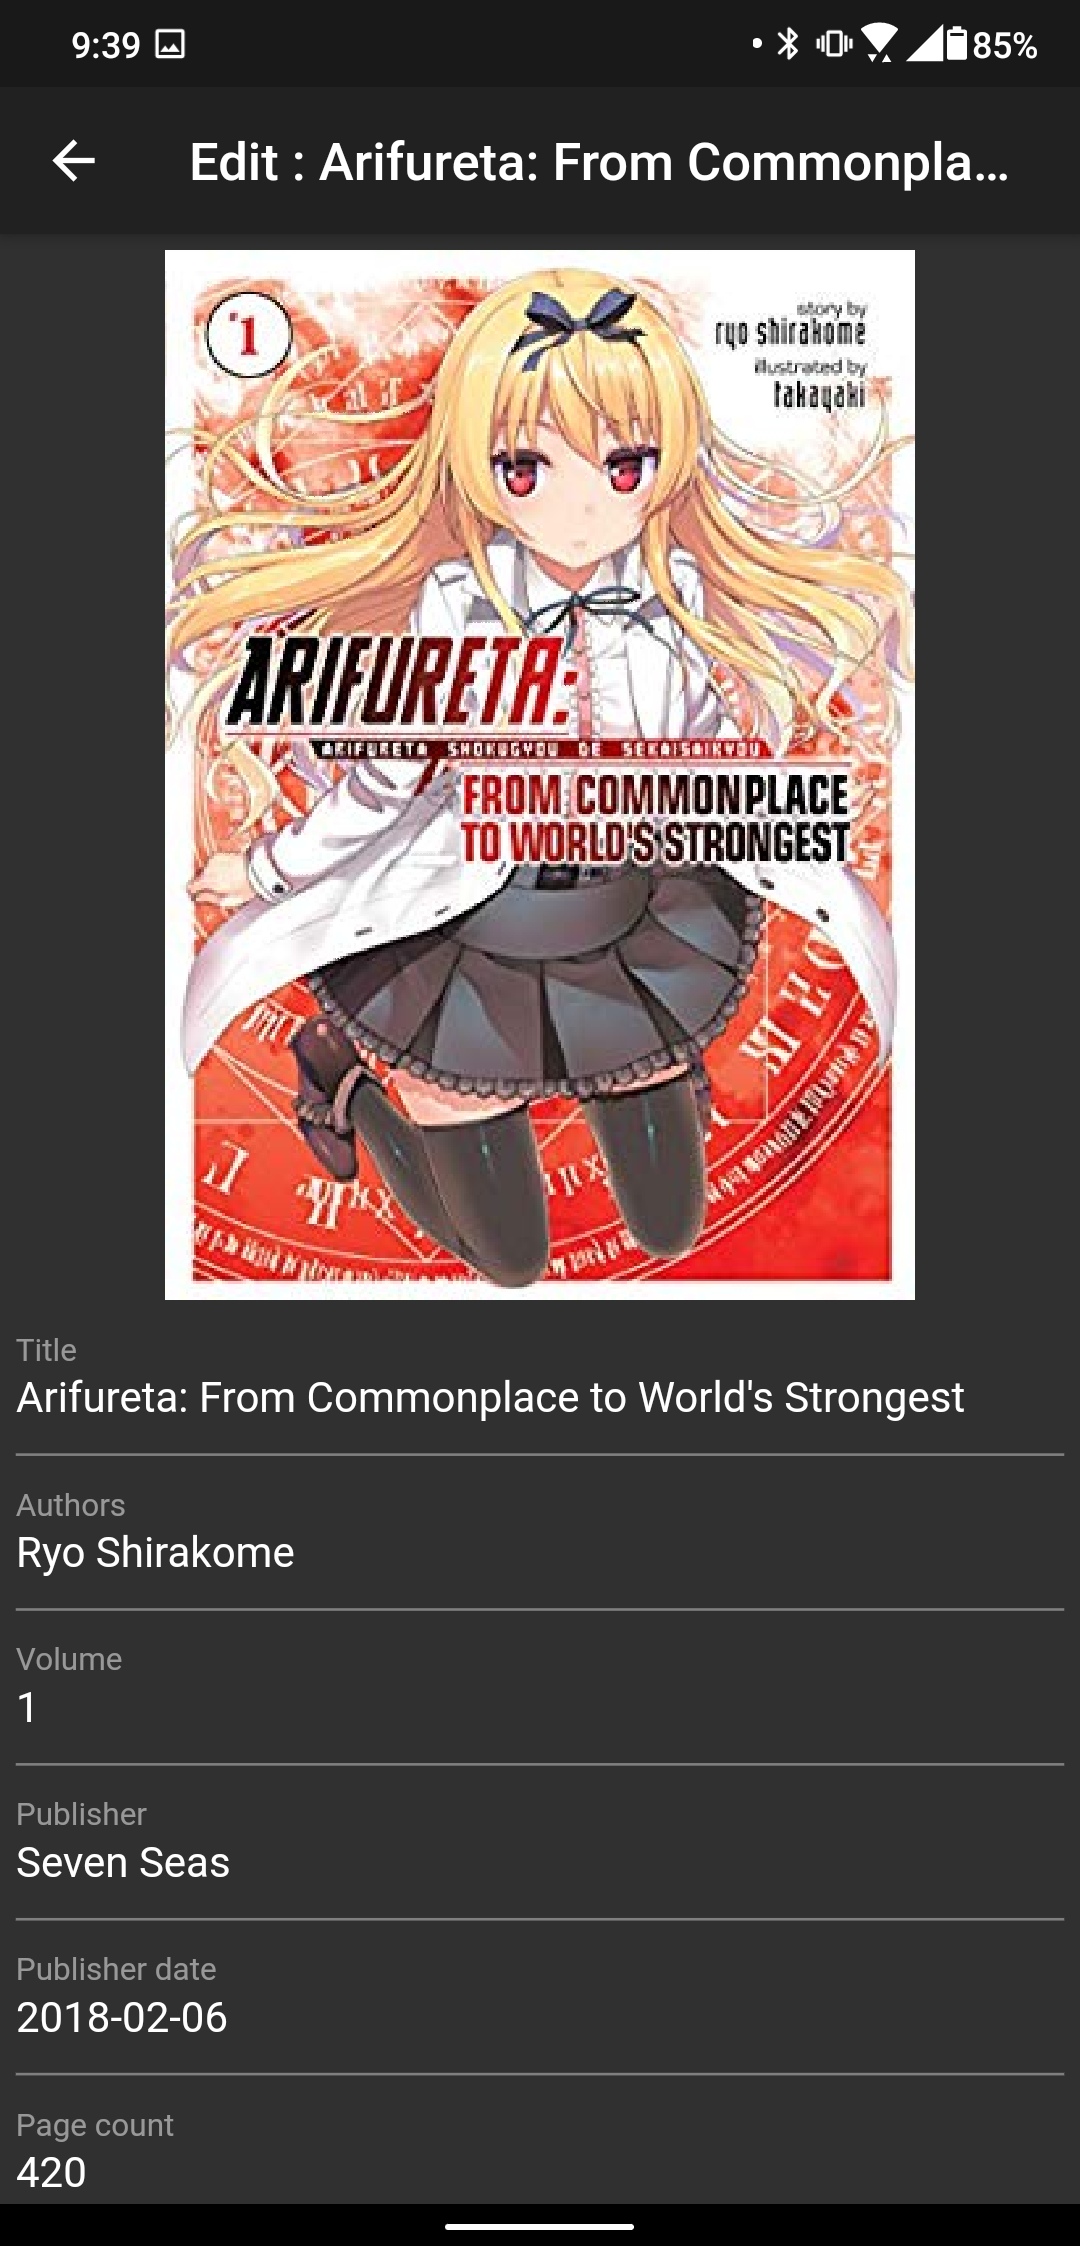 9:39
85%
Edit : Arifureta: From Commonpla...
1
story by
ryo shirakome
illustrated by
takayaki
ARIFURETA:
ARIFURETA SHOKUGYOU DE SEKAISAIKYOU
FROM COMMONPLACE
TO WORLD'S STRONGEST
Title
Arifureta: From Commonplace to World's Strongest
Authors
Ryo Shirakome
Volume
1
Publisher
Seven Seas
Publisher date
2018-02-06
Page count
420